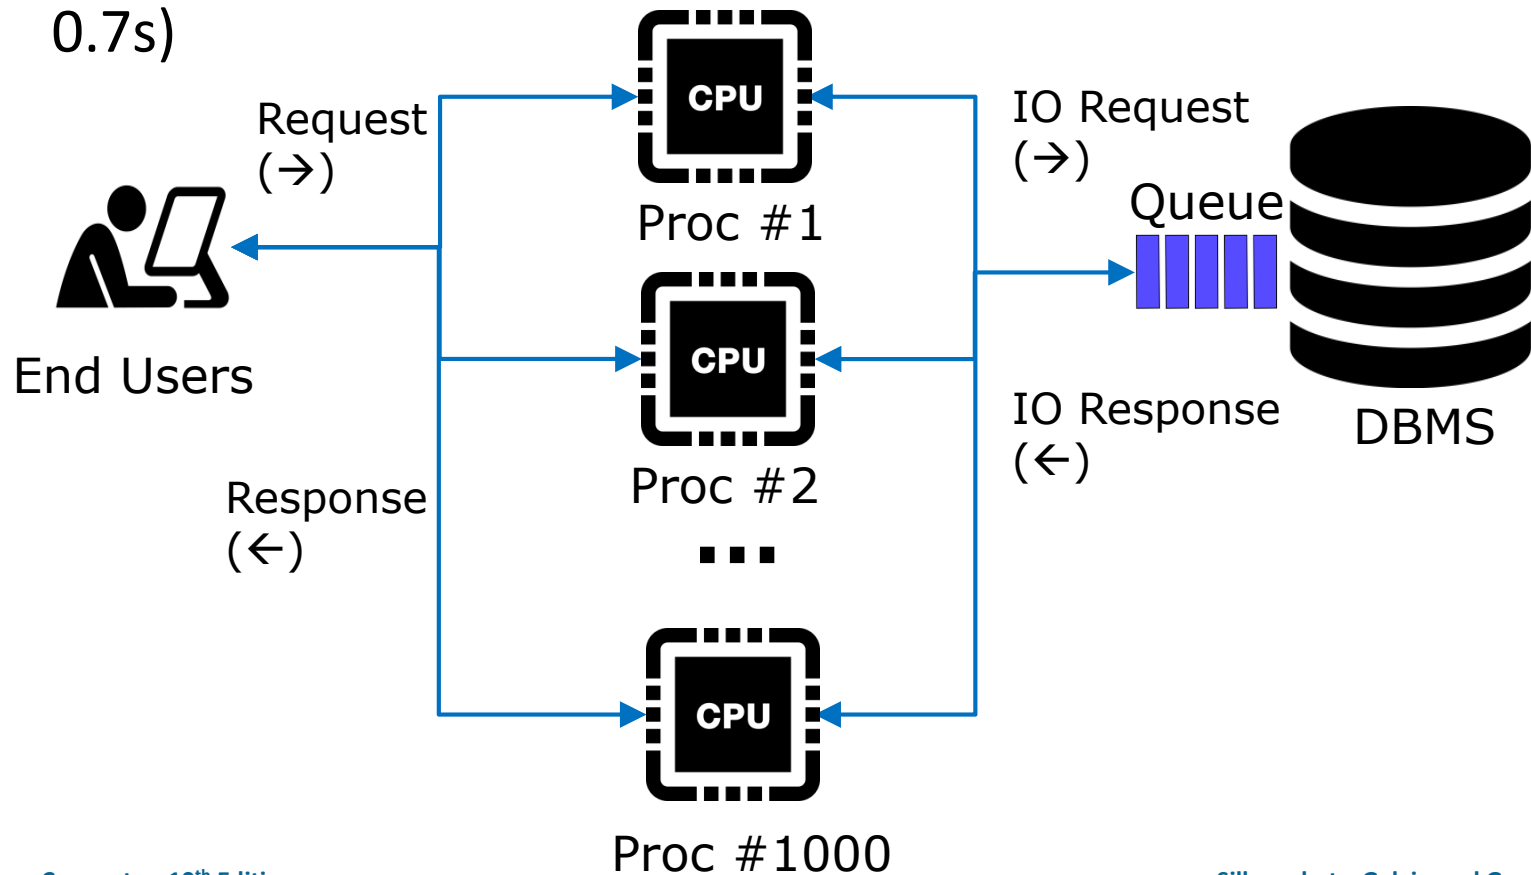 0.7s)
Request
(→)
CPU
Proc #1
IO Request
(→)
Queue
End Users
CPU
Proc #2
IO Response
(←)
DBMS
Response
(←)
...
CPU
Proc #1000